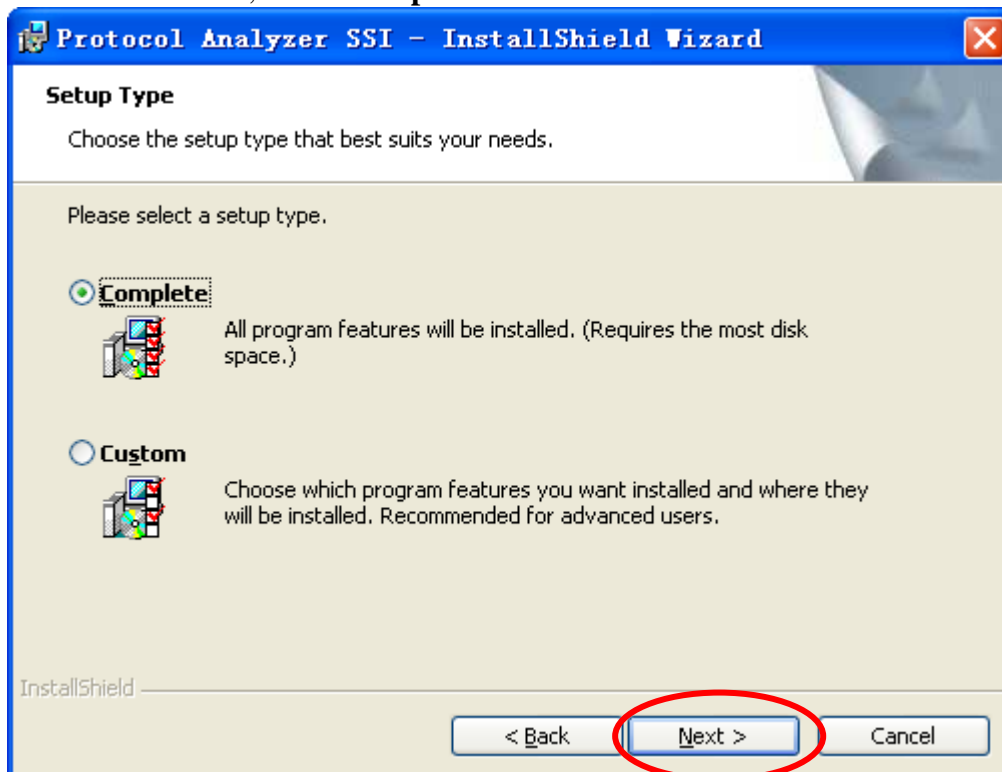 Protocol Analyzer SSI - InstallShield Wizard
Setup Type
Choose the setup type that best suits your needs.
Please select a setup type.
Complete
All program features will be installed. (Requires the most disk
space.)
Custom
Choose which program features you want installed and where they
will be installed. Recommended for advanced users.
InstallShield
< Back
Next >
Cancel